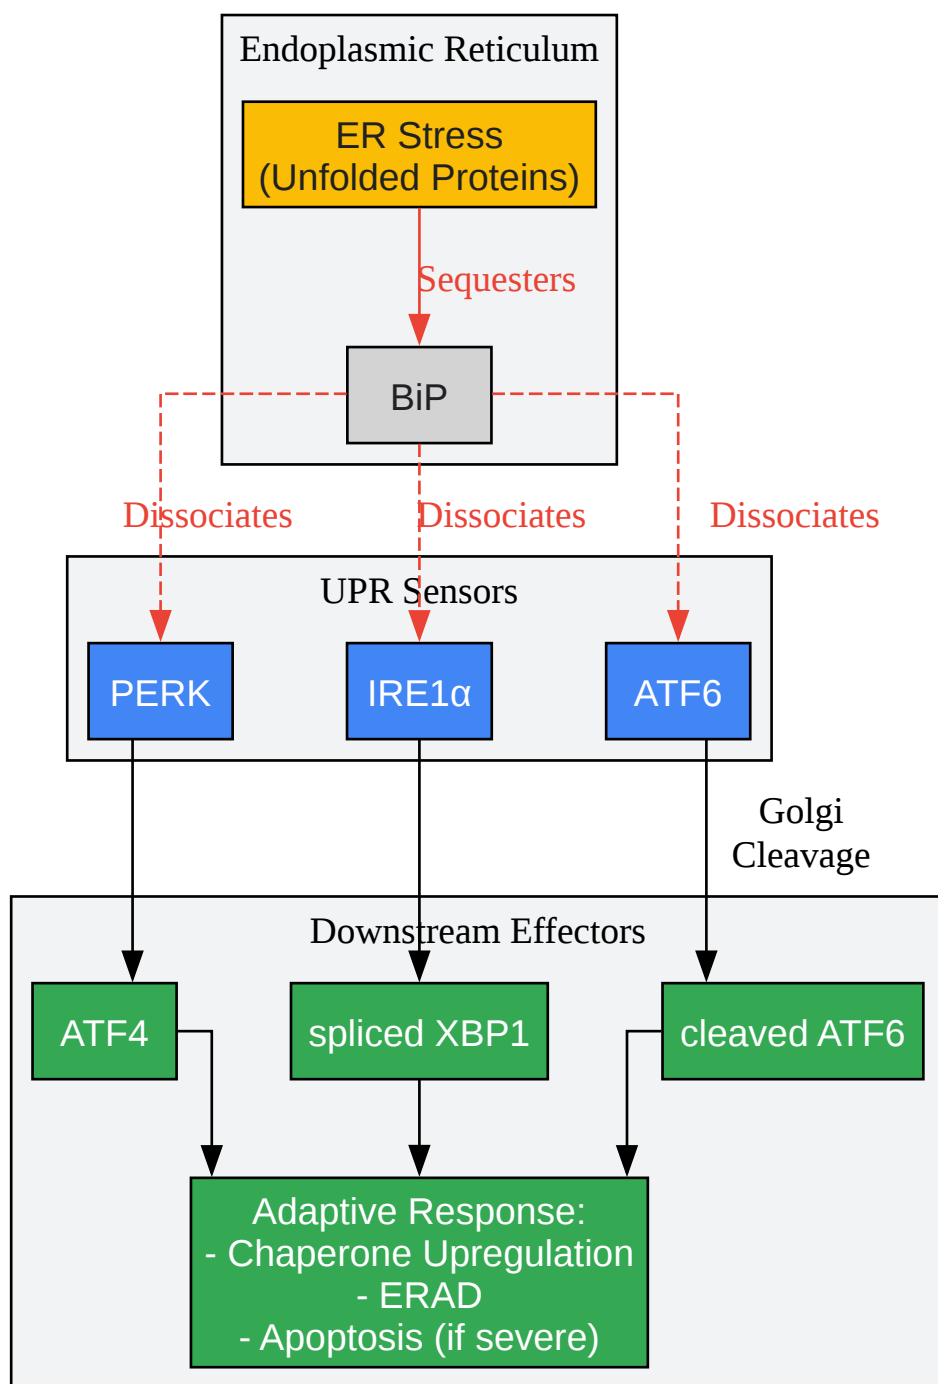 Endoplasmic Reticulum
ER Stress
(Unfolded Proteins)
Sequesters
BiP
Dissociates
Dissociates
Dissociates
UPR Sensors
PERK
IRE1α
ATF6
Golgi
Cleavage
Downstream Effectors
ATF4
spliced XBP1
cleaved ATF6
Adaptive Response:
- Chaperone Upregulation
- ERAD
- Apoptosis (if severe)